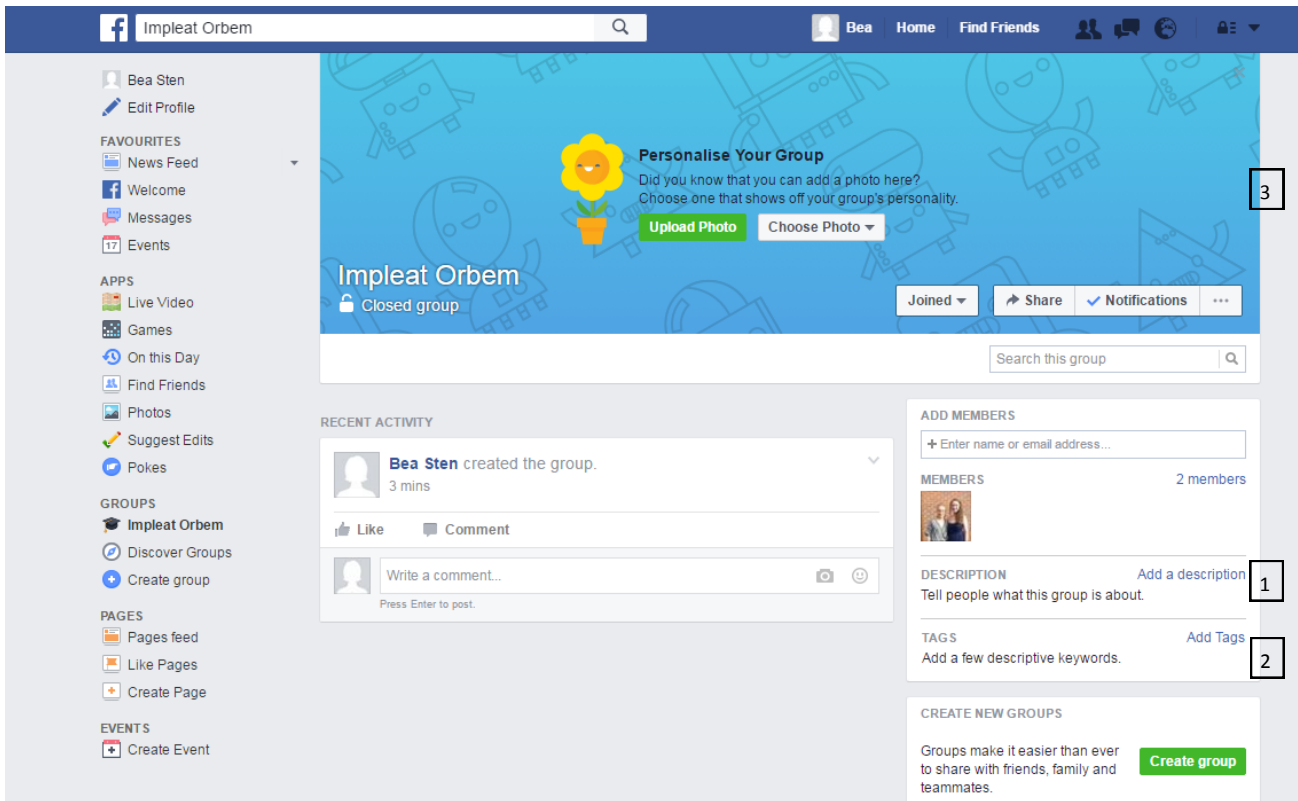 Impleat Orbem
Bea Home Find Friends
Bea Sten
Edit Profile
FAVOURITES
News Feed
Welcome
Messages
17 Events
APPS
Live Video
Games
On this Day
Find Friends
Photos
Suggest Edits
Pokes
GROUPS
Impleat Orbem
Discover Groups
Create group
PAGES
Pages feed
Like Pages
Create Page
EVENTS
Create Event
Personalise Your Group
Did you know that you can add a photo here?
Choose one that shows off your group's personality.
Upload Photo Choose Photo
3
Impleat Orbem
Closed group
Joined Share Notifications
Search this group
RECENT ACTIVITY
Bea Sten created the group.
3 mins
Like Comment
Write a comment...
Press Enter to post.
ADD MEMBERS
+ Enter name or email address...
MEMBERS 2 members
DESCRIPTION Add a description
1
Tell people what this group is about.
TAGS Add Tags
2
Add a few descriptive keywords.
CREATE NEW GROUPS
Groups make it easier than ever
to share with friends, family and
teammates.
Create group